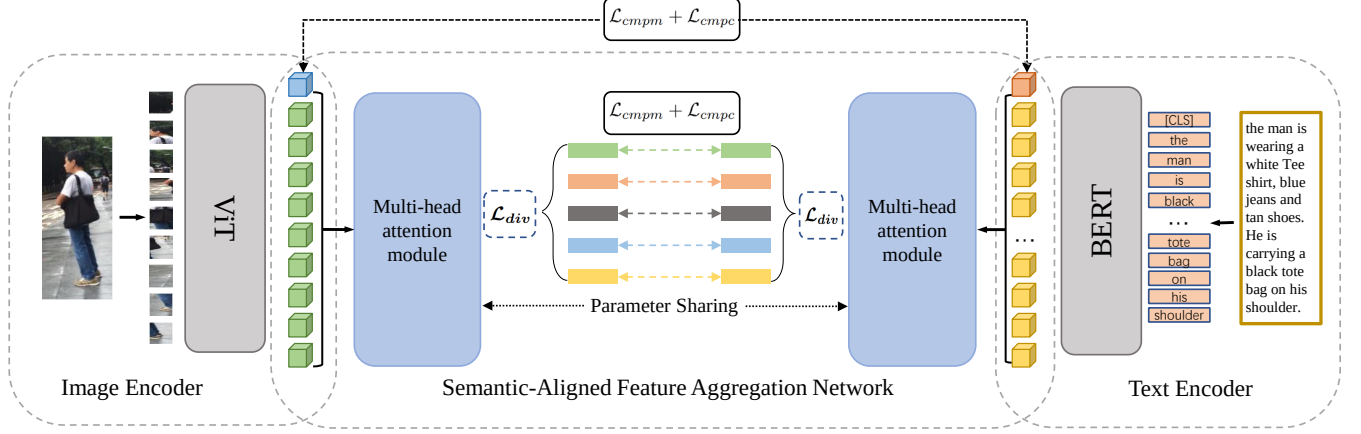 ℒcmpm + ℒcmpc
ViT
Image Encoder
Multi-head
attention
module
ℒdiv
ℒcmpm + ℒcmpc
ℒdiv
Parameter Sharing
Multi-head
attention
module
Semantic-Aligned Feature Aggregation Network
...
BERT
[CLS]
the
man
is
black
...
tote
bag
on
his
shoulder
the man is
wearing a
white Tee
shirt, blue
jeans and
tan shoes.
He is
carrying a
black tote
bag on his
shoulder.
Text Encoder